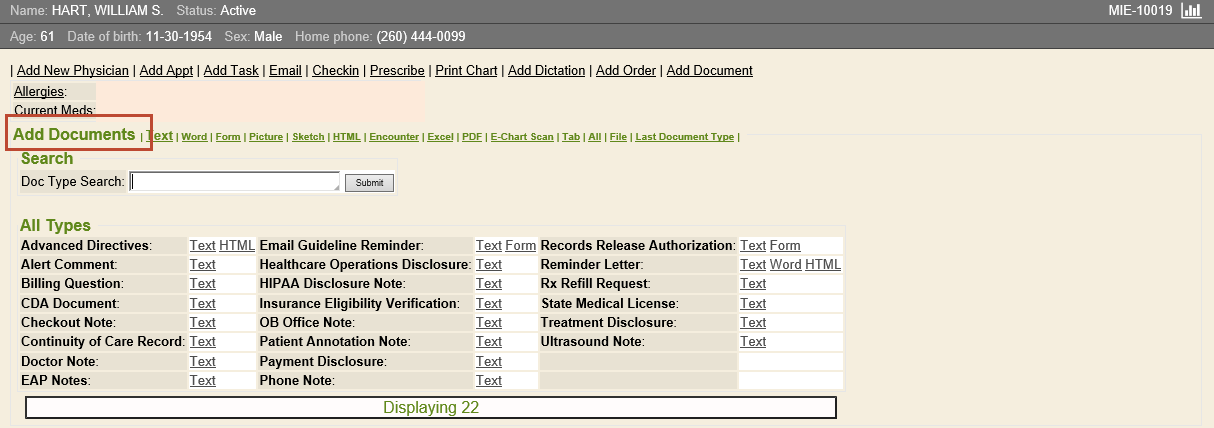 Name: HART, WILLIAM S. Status: Active MIE-10019
Age: 61 Date of birth: 11-30-1954 Sex: Male Home phone: (260) 444-0099
| Add New Physician | Add Appt | Add Task | Email | Checkin | Prescribe | Print Chart | Add Dictation | Add Order | Add Document
Allergies:
Current Meds:
Add Documents | Text | Word | Form | Picture | Sketch | HTML | Encounter | Excel | PDF | E-Chart Scan | Tab | All | File | Last Document Type |
Search
Doc Type Search: Submit
All Types
Advanced Directives: Text HTML Email Guideline Reminder: Text Form Records Release Authorization: Text Form
Alert Comment: Text Healthcare Operations Disclosure: Text Reminder Letter: Text Word HTML
Billing Question: Text HIPAA Disclosure Note: Text Rx Refill Request: Text
CDA Document: Text Insurance Eligibility Verification: Text State Medical License: Text
Checkout Note: Text OB Office Note: Text Treatment Disclosure: Text
Continuity of Care Record: Text Patient Annotation Note: Text Ultrasound Note: Text
Doctor Note: Text Payment Disclosure: Text
EAP Notes: Text Phone Note: Text
Displaying 22